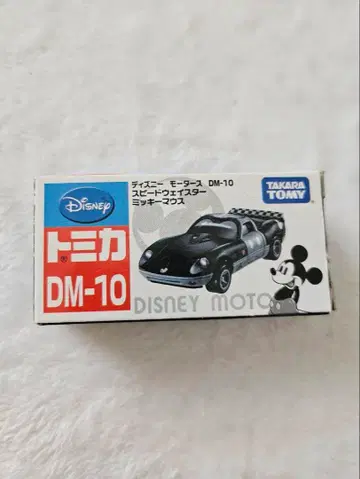 Disney
トミカ
®
DM-10
ディズニー モータース DM-10
スピードウェイスター
ミッキーマウス
TAKARA
TOMY
DISNEY MOTO